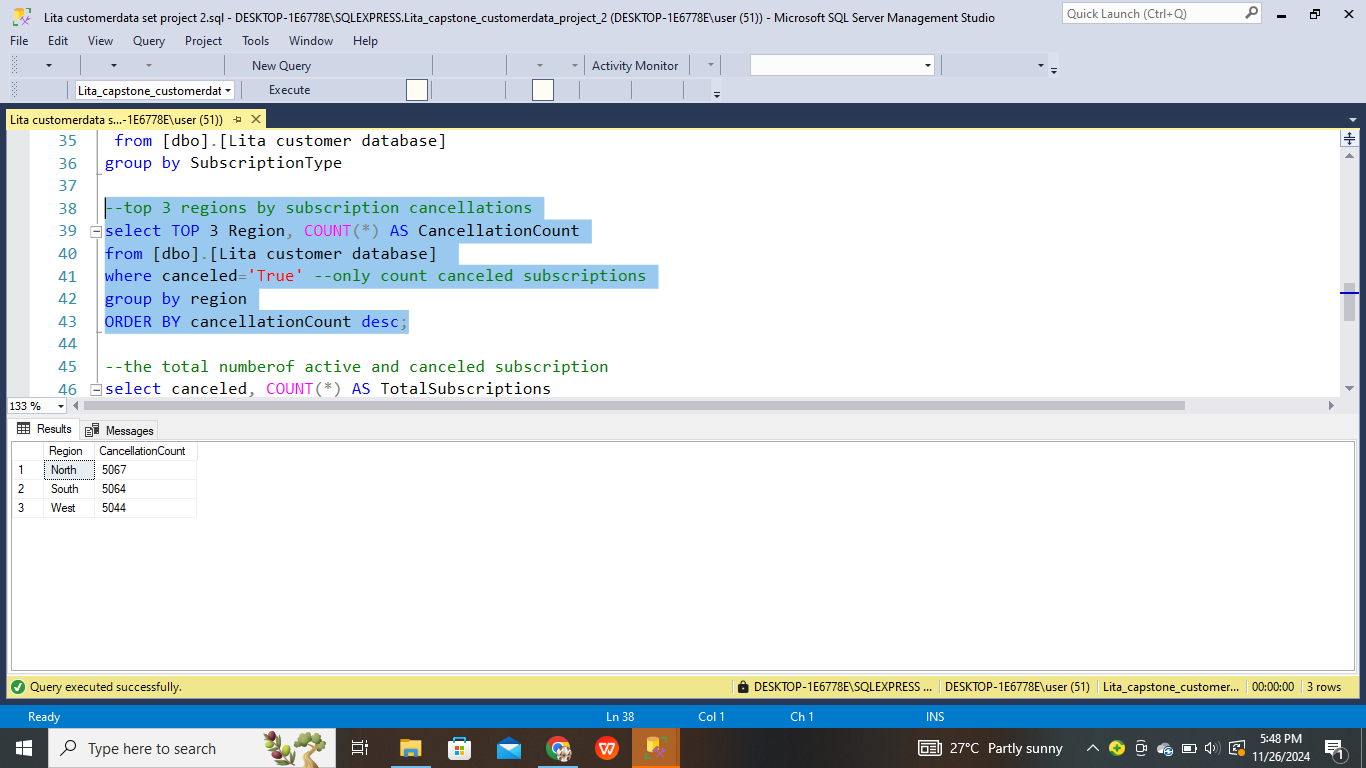 Lita customerdata set project 2.sql - DESKTOP-1E6778E\SQLEXPRESS.Lita_capstone_customerdata_project_2 (DESKTOP-1E6778E\user (51)) - Microsoft SQL Server Management Studio
Quick Launch (Ctrl+Q)
File Edit View Query Project Tools Window Help
New Query Activity Monitor
Lita_capstone_customerdat Execute
Lita customerdata s...-1E6778E\user (51))
35 from [dbo].[Lita customer database]
36 group by SubscriptionType
37
38 --top 3 regions by subscription cancellations
39 select TOP 3 Region, COUNT(*) AS CancellationCount
40 from [dbo].[Lita customer database]
41 where canceled='True' --only count canceled subscriptions
42 group by region
43 ORDER BY cancellationCount desc;
44
45 --the total numberof active and canceled subscription
46 select canceled, COUNT(*) AS TotalSubscriptions
133 %
Results Messages
Region CancellationCount
1 North 5067
2 South 5064
3 West 5044
Query executed successfully. DESKTOP-1E6778E\SQLEXPRESS ... DESKTOP-1E6778E\user (51) Lita_capstone_customer... 00:00:00 3 rows
Ready Ln 38 Col 1 Ch 1 INS
Type here to search 27°C Partly sunny 5:48 PM
11/26/2024
1